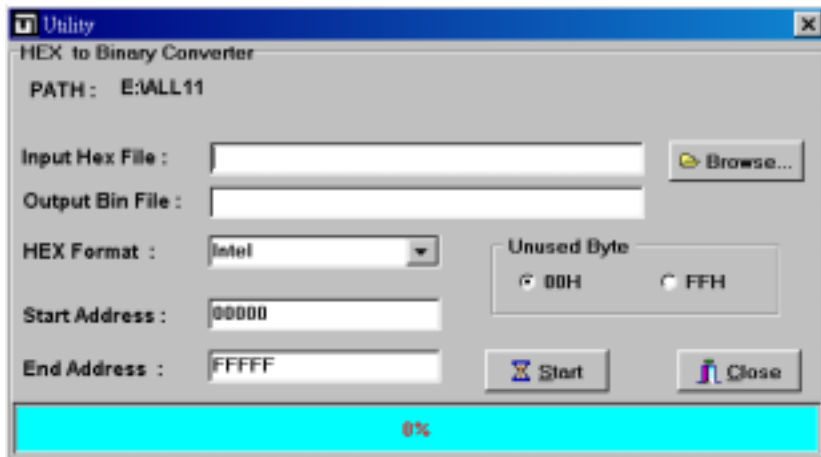 Utility
HEX to Binary Converter
PATH : E:\ALL11
Input Hex File :
Browse...
Output Bin File :
HEX Format :
Intel
Unused Byte
00H
FFH
Start Address :
00000
End Address :
FFFFF
Start
Close
0%